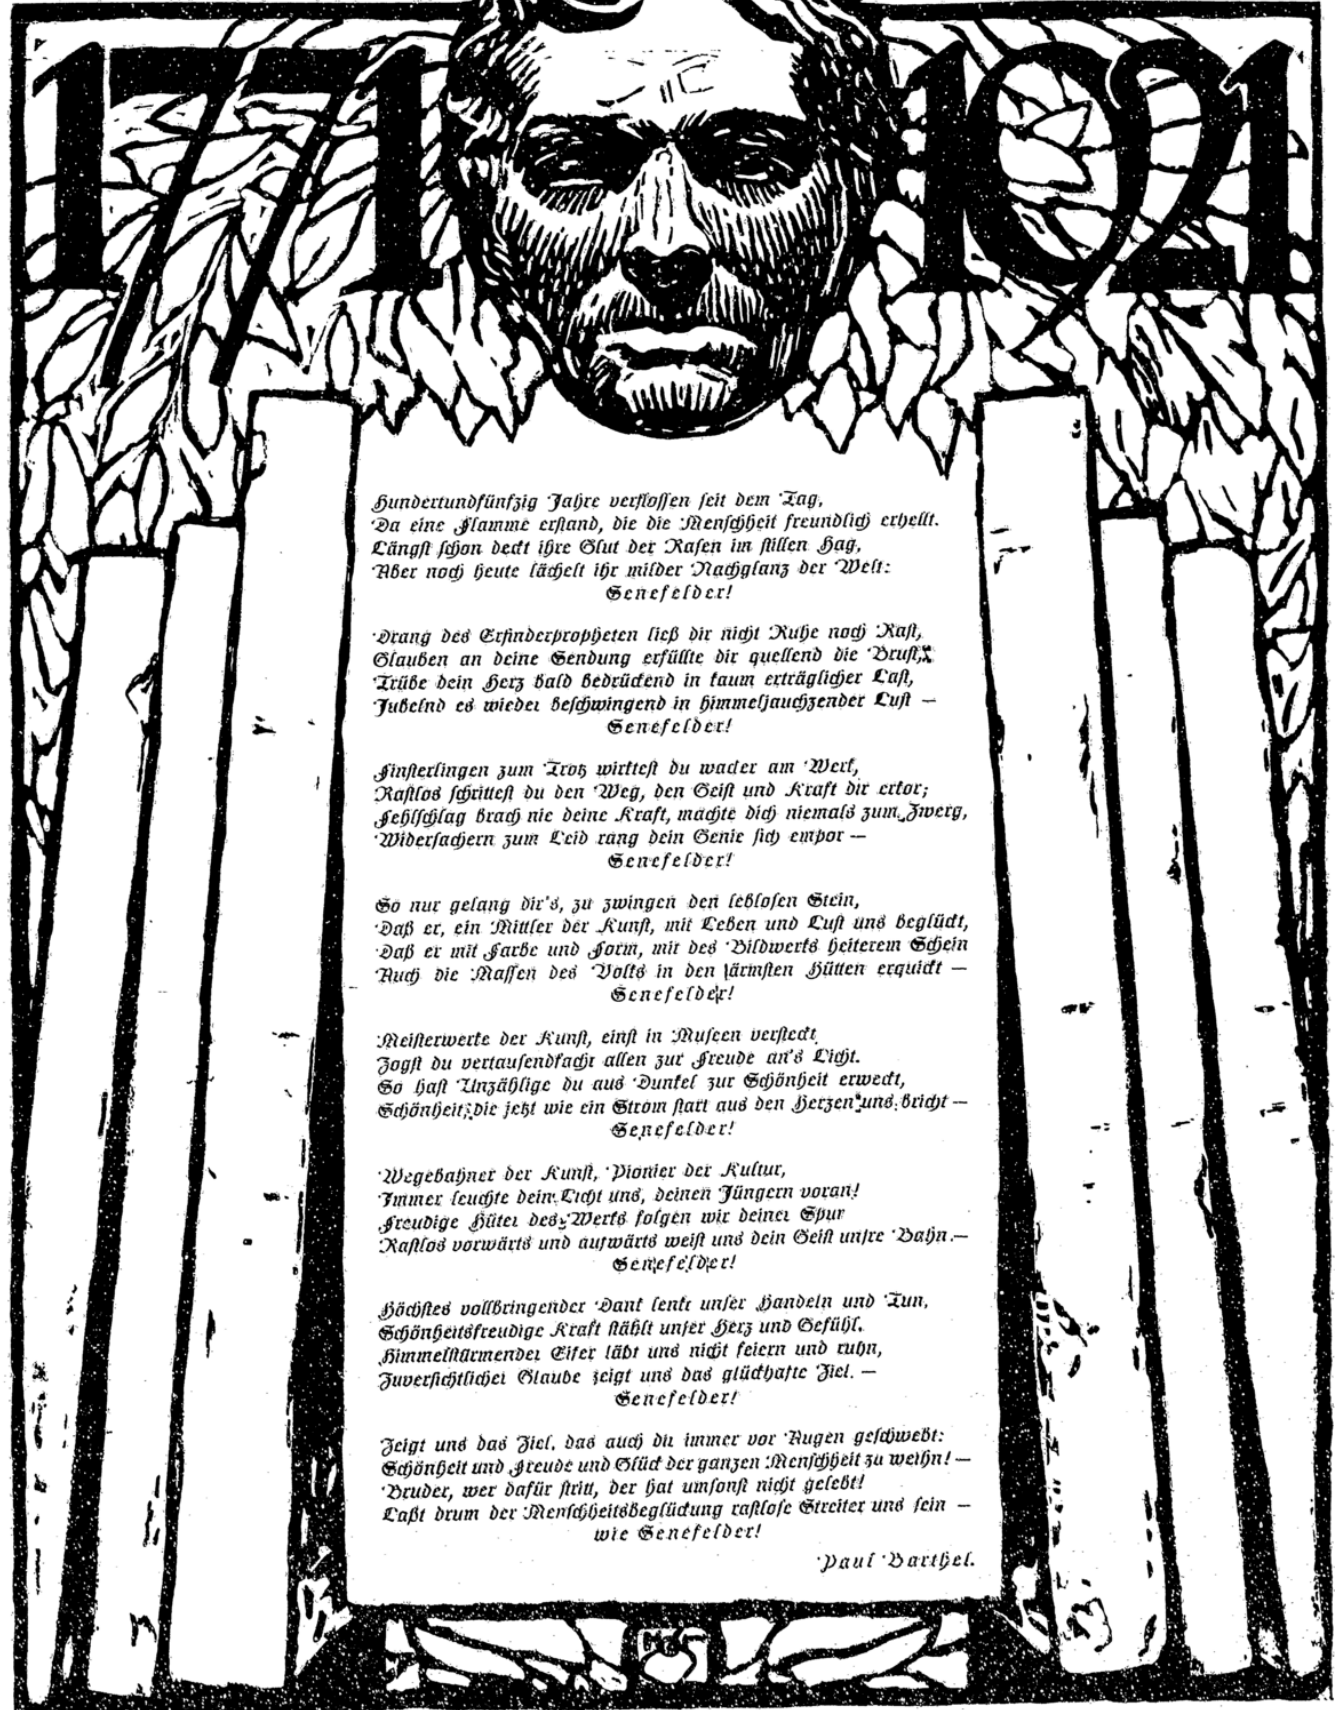 1771 1921
Hundertundfünfzig Jahre verflossen seit dem Tag,
Da eine Flamme erstand, die die Menschheit freundlich erhellt.
Längst schon deckt ihre Glut der Rasen im stillen Hag,
Aber noch heute lächelt ihr milder Nachglanz der Welt:
Senefelder!
Drang des Erfinderpropheten ließ dir nicht Ruhe noch Rast,
Glauben an deine Sendung erfüllte dir quellend die Brust,
Trübe dein Herz bald bedrückend in kaum erträglicher Last,
Jubelnd es wieder beschwingend in himmeljauchzender Lust —
Senefelder!
Finsterlingen zum Trotz wirktest du wacker am Werk,
Rastlos schrittest du den Weg, den Geist und Kraft dir erkor;
Fehlschlag brach nie deine Kraft, machte dich niemals zum Zwerg,
Widersachern zum Leid rang dein Genie sich empor —
Senefelder!
So nur gelang dir's, zu zwingen den leblosen Stein,
Daß er, ein Mittler der Kunst, mit Leben und Lust uns beglückt,
Daß er mit Farbe und Form, mit des Bildwerks heiterem Schein
Auch die Massen des Volks in den ärmsten Hütten erquickt —
Senefelder!
Meisterwerke der Kunst, einst in Museen versteckt
Zogst du vertausendfacht allen zur Freude an's Licht.
So hast Unzählige du aus Dunkel zur Schönheit erweckt,
Schönheit, die jetzt wie ein Strom stark aus den Herzen uns bricht —
Senefelder!
Wegebahner der Kunst, Pionier der Kultur,
Immer leuchte dein Licht uns, deinen Jüngern voran!
Freudige Hüter des Werks folgen wir deiner Spur
Rastlos vorwärts und aufwärts weist uns dein Geist unsre Bahn. —
Senefelder!
Höchstes vollbringender Dank lenkt unser Handeln und Tun,
Schönheitsfreudige Kraft stählt unser Herz und Gefühl.
Himmelstürmender Eifer läßt uns nicht feiern und ruhn,
Zuversichtlicher Glaube zeigt uns das glückhafte Ziel. —
Senefelder!
Zeigt uns das Ziel, das auch du immer vor Augen geschwebt:
Schönheit und Freude und Glück der ganzen Menschheit zu weihn! —
Bruder, wer dafür stritt, der hat umsonst nicht gelebt!
Laßt drum der Menschheitsbeglückung rastlose Streiter uns sein —
wie Senefelder!
Paul Barthel.